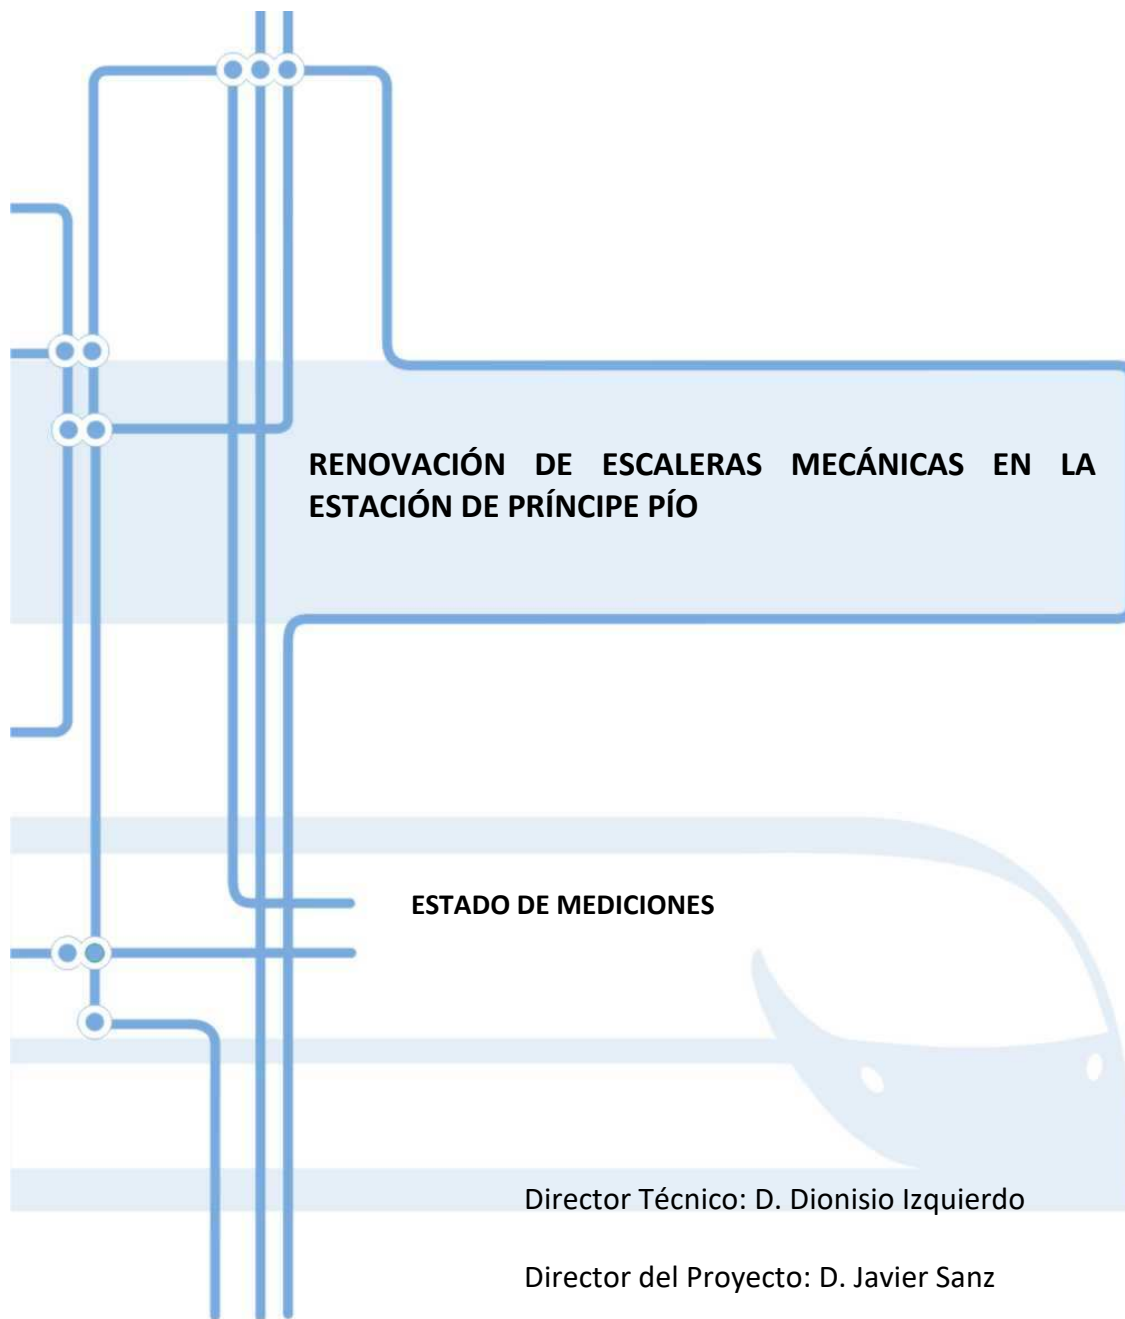 RENOVACIÓN DE ESCALERAS MECÁNICAS EN LA
ESTACIÓN DE PRÍNCIPE PÍO
ESTADO DE MEDICIONES
Director Técnico: D. Dionisio Izquierdo
Director del Proyecto: D. Javier Sanz